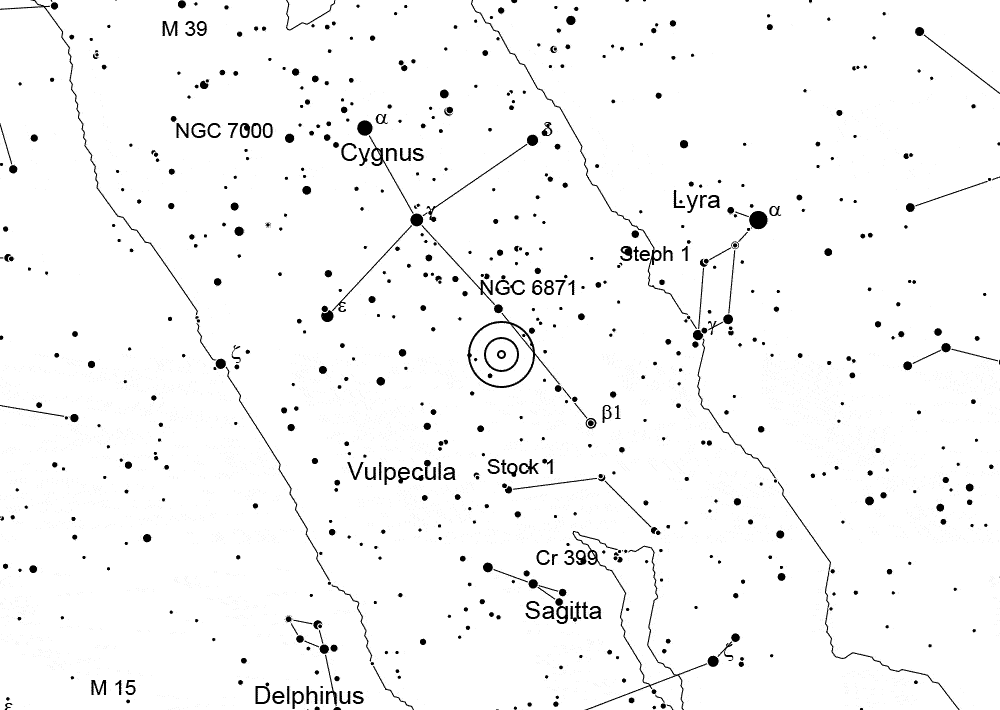 M 39
NGC 7000
α
Cygnus
δ
γ
Lyra
α
Steph 1
NGC 6871
ε
γ
ζ
β1
Vulpecula
Stock 1
Cr 399
Sagitta
ζ
M 15
Delphinus
ε